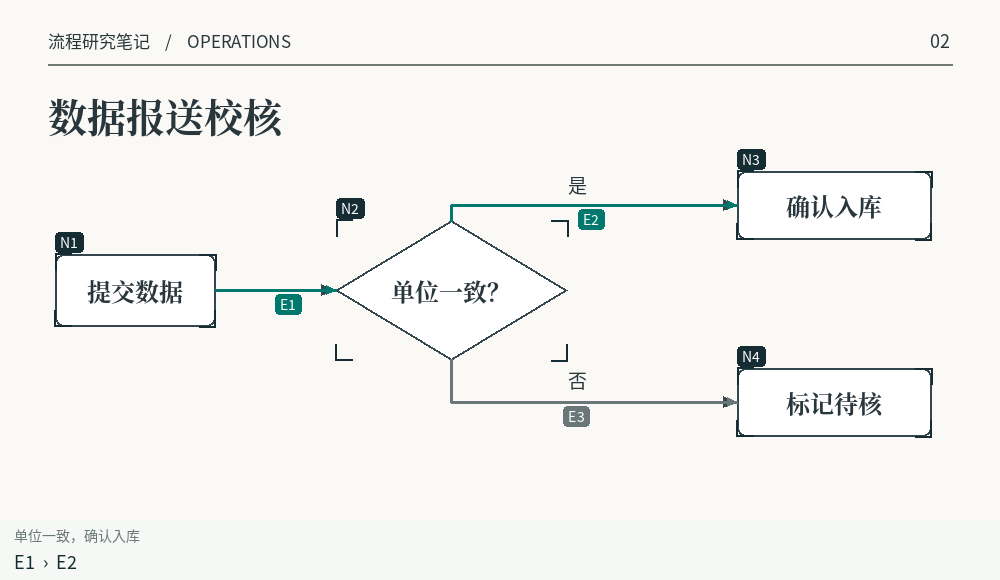 流程研究笔记 / OPERATIONS 02
数据报送校核
N1
提交数据
E1
N2
单位一致?
是
E2
N3
确认入库
否
E3
N4
标记待核
单位一致，确认入库
E1 › E2